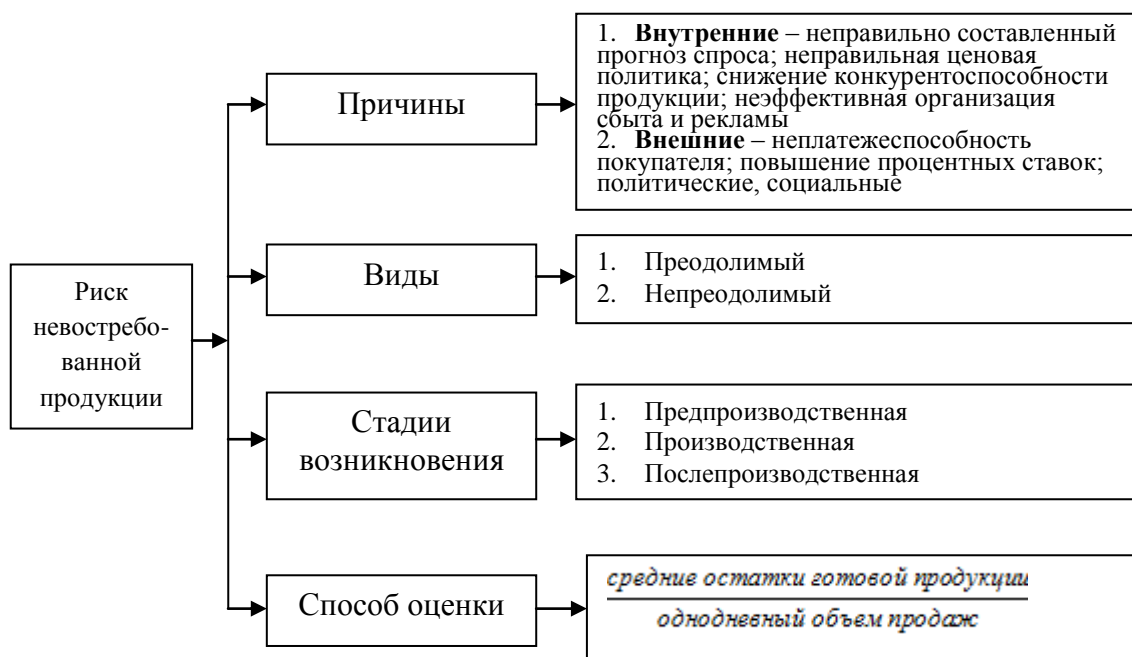 Риск
невостребо-
ванной
продукции
Причины
1. Внутренние – неправильно составленный
прогноз спроса; неправильная ценовая
политика; снижение конкурентоспособности
продукции; неэффективная организация
сбыта и рекламы
2. Внешние – неплатежеспособность
покупателя; повышение процентных ставок;
политические, социальные
Виды
1. Преодолимый
2. Непреодолимый
Стадии
возникновения
1. Предпроизводственная
2. Производственная
3. Послепроизводственная
Способ оценки
средние остатки готовой продукции
однодневный объем продаж